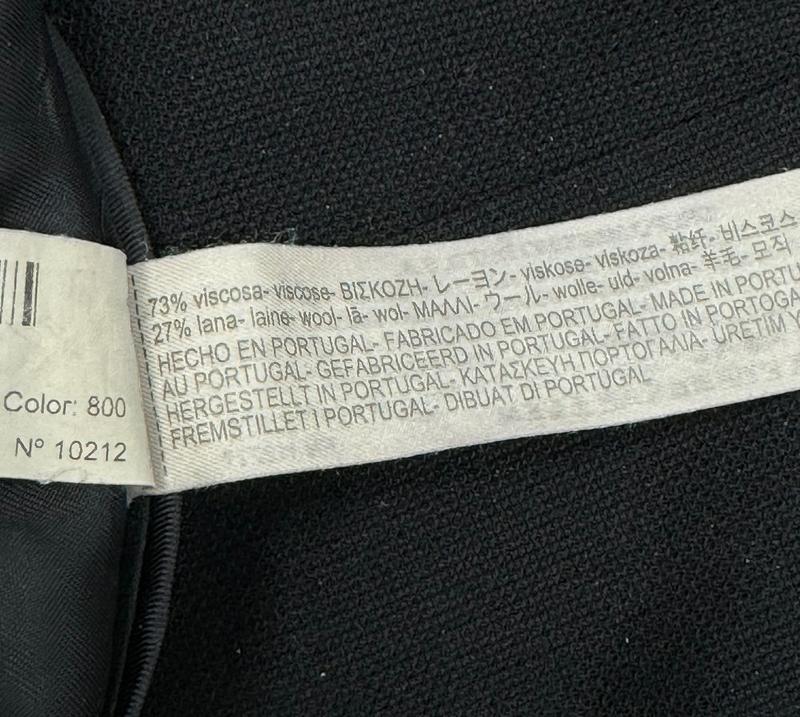 Color: 800
Nº 10212
73% viscosa- viscose- ΒΙΣΚΟΖΗ- レーヨン- viskose- viskoza- 粘纤- 비스코스
27% lana- laine- wool- lã- wol- ΜΑΛΛΙ- ウール- wolle- uld- volna- 羊毛- 모직
HECHO EN PORTUGAL- FABRICADO EM PORTUGAL- MADE IN PORTU
AU PORTUGAL- GEFABRICEERD IN PORTUGAL- FATTO IN PORTOGA
HERGESTELLT IN PORTUGAL- ΚΑΤΑΣΚΕΥΗ ΠΟΡΤΟΓΑΛΙΑ- ÜRETİM Y
FREMSTILLET I PORTUGAL- DIBUAT DI PORTUGAL